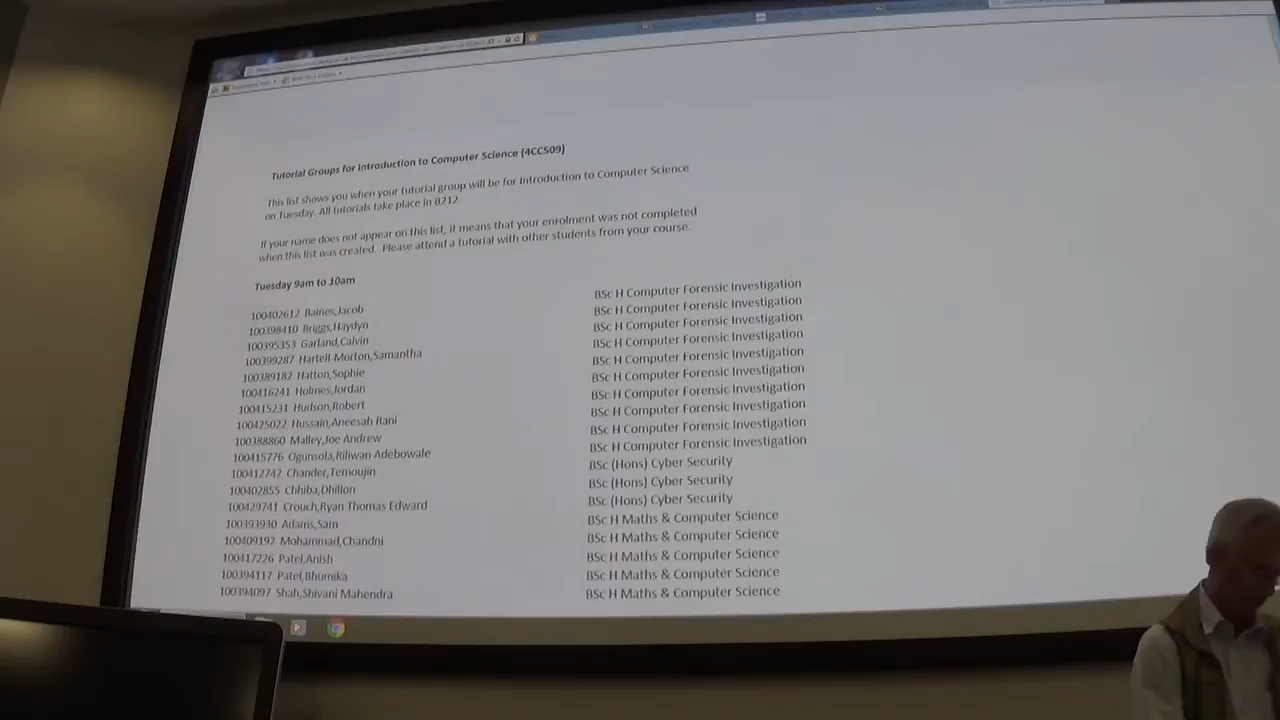 Tutorial Groups for Introduction to Computer Science (4CCS09)
This list shows you when your tutorial group will be for Introduction to Computer Science
on Tuesday. All tutorials take place in B212
If your name does not appear on this list, it means that your enrolment was not completed
when this list was created. Please attend a tutorial with other students from your course.
Tuesday 9am to 10am
100402612 Baines,Jacob BSc H Computer Forensic Investigation
100398410 Briggs,Haydyn BSc H Computer Forensic Investigation
100395353 Garland,Calvin BSc H Computer Forensic Investigation
100399287 Hartell-Morton,Samantha BSc H Computer Forensic Investigation
100389182 Hatton,Sophie BSc H Computer Forensic Investigation
100416241 Holmes,Jordan BSc H Computer Forensic Investigation
100415231 Hudson,Robert BSc H Computer Forensic Investigation
100425022 Hussain,Aneesah Rani BSc H Computer Forensic Investigation
100388860 Malley,Joe Andrew BSc H Computer Forensic Investigation
100415776 Ogunsola,Riliwan Adebowale BSc H Computer Forensic Investigation
100412742 Chander,Temoujin BSc (Hons) Cyber Security
100402855 Chhiba,Dhillon BSc (Hons) Cyber Security
100429741 Crouch,Ryan Thomas Edward BSc (Hons) Cyber Security
100393930 Adams,Sam BSc H Maths & Computer Science
100409192 Mohammad,Chandni BSc H Maths & Computer Science
100417226 Patel,Anish BSc H Maths & Computer Science
100394117 Patel,Bhumika BSc H Maths & Computer Science
100394097 Shah,Shivani Mahendra BSc H Maths & Computer Science